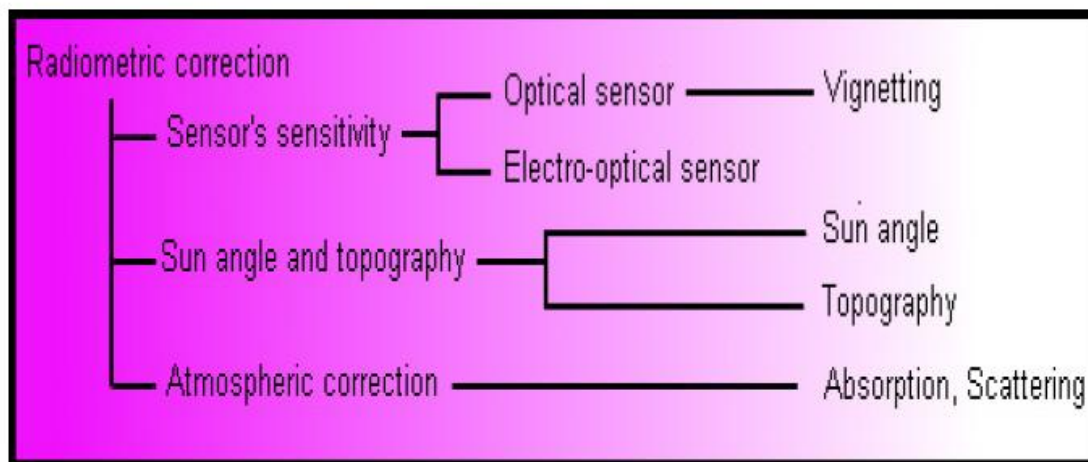 Radiometric correction
Optical sensor
Vignetting
Sensor's sensitivity
Electro-optical sensor
Sun angle
Sun angle and topography
Topography
Atmospheric correction
Absorption, Scattering